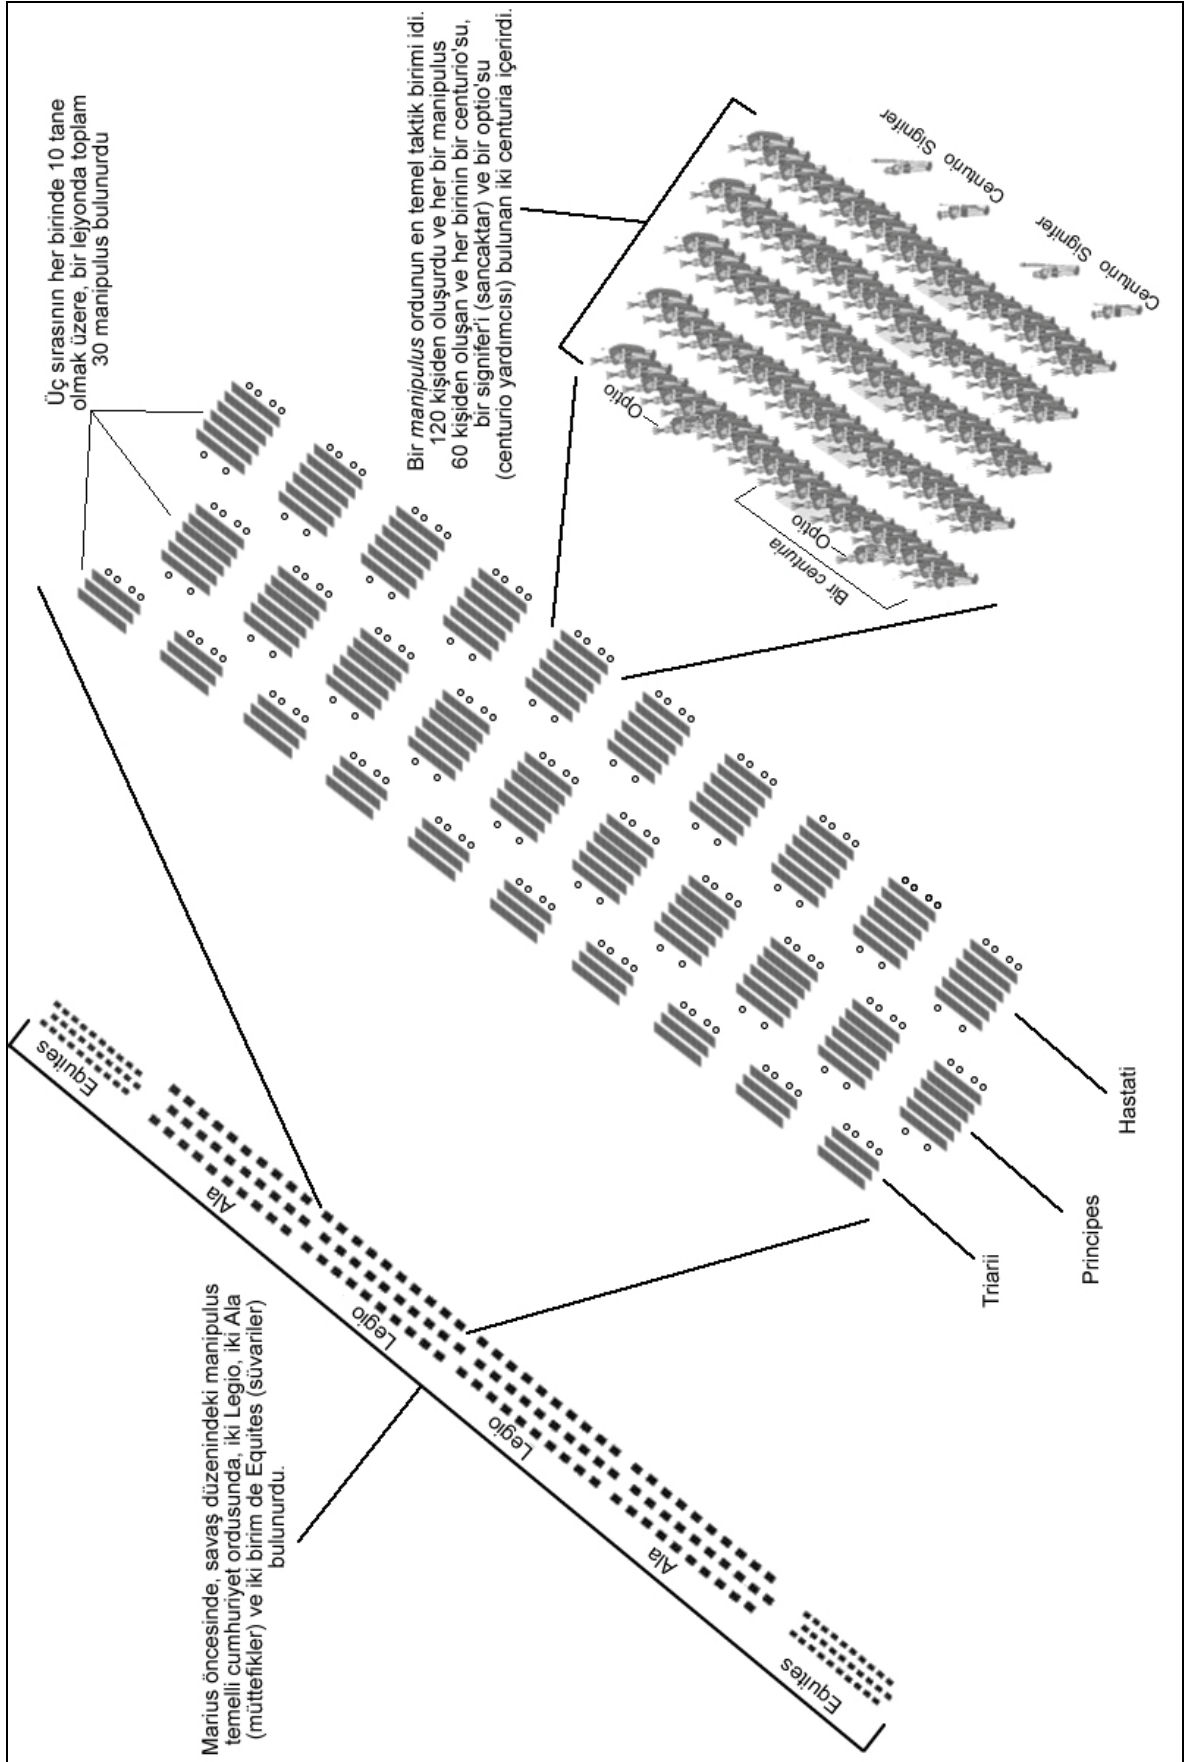 Marius öncesinde, savaş düzenindeki manipulus
temelli cumhuriyet ordusunda, iki Legio, iki Ala
(müttefikler) ve iki birim de Equites (süvariler)
bulunurdu.
Equites
Ala
Legio
Legio
Ala
Equites
Üç sırasının her birinde 10 tane
olmak üzere, bir lejyonda toplam
30 manipulus bulunurdu
Triarii
Principes
Hastati
Bir manipulus ordunun en temel taktik birimi idi.
120 kişiden oluşurdu ve her bir manipulus
60 kişiden oluşan ve her birinin bir centurio'su,
bir signifer'i (sancaktar) ve bir optio'su
(centurio yardımcısı) bulunan iki centuria içerirdi.
Optio
Optio
Bir centuria
Centurio Signifer
Centurio Signifer